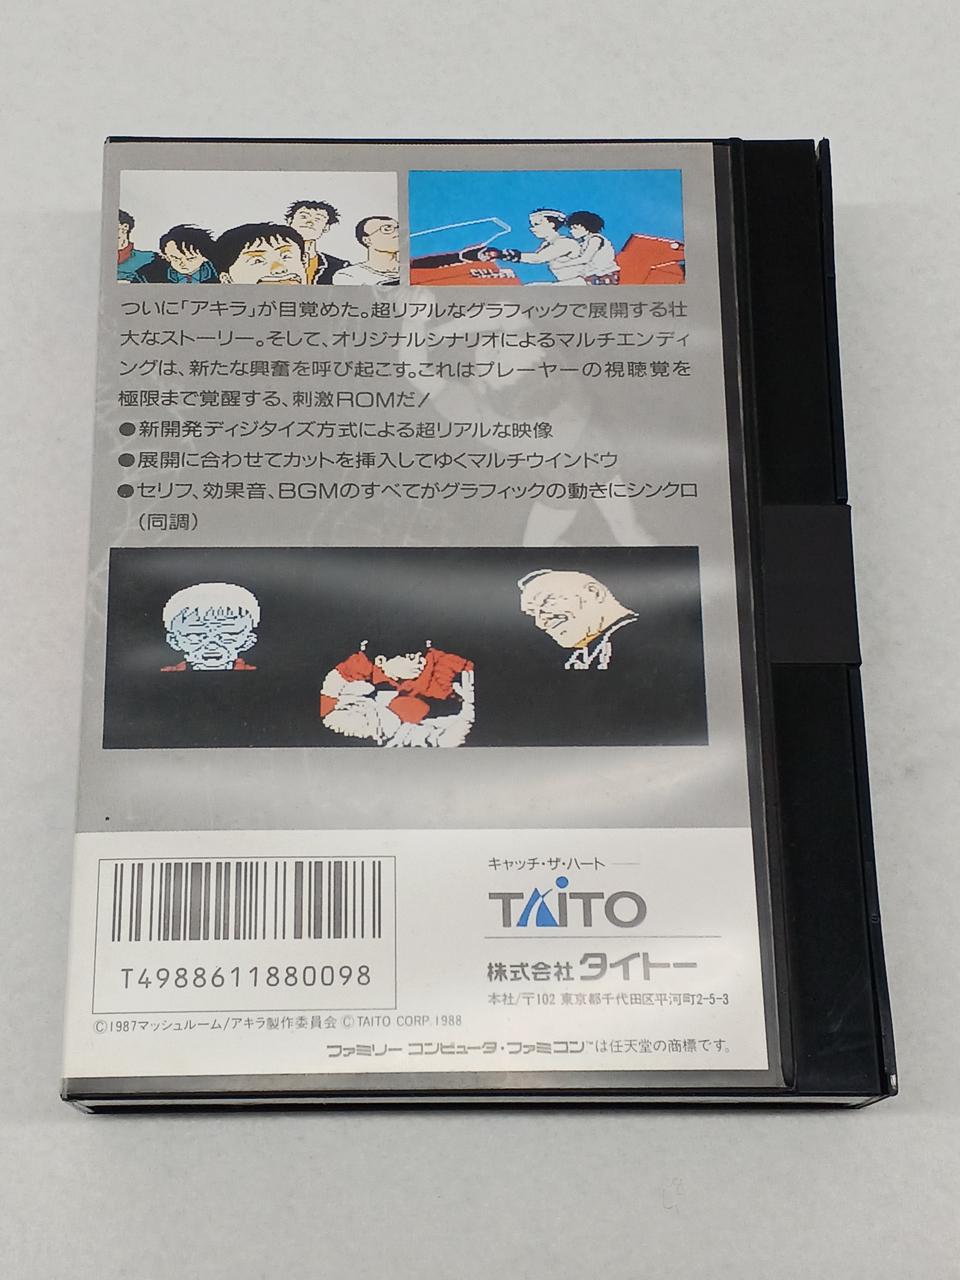 ついに「アキラ」が目覚めた。超リアルなグラフィックで展開する壮
大なストーリー。そして、オリジナルシナリオによるマルチエンディ
ングは、新たな興奮を呼び起こす。これはプレーヤーの視聴覚を
極限まで覚醒する、刺激ROMだ!
●新開発ディジタイズ方式による超リアルな映像
●展開に合わせてカットを挿入してゆくマルチウインドウ
●セリフ、効果音、BGMのすべてがグラフィックの動きにシンクロ
(同調)
キャッチ・ザ・ハート
TAITO
株式会社 タイトー
本社/〒102 東京都千代田区平河町2-5-3
T4988611880098
©1987マッシュルーム/アキラ製作委員会 © TAITO CORP. 1988
ファミリー コンピュータ・ファミコン™は任天堂の商標です。